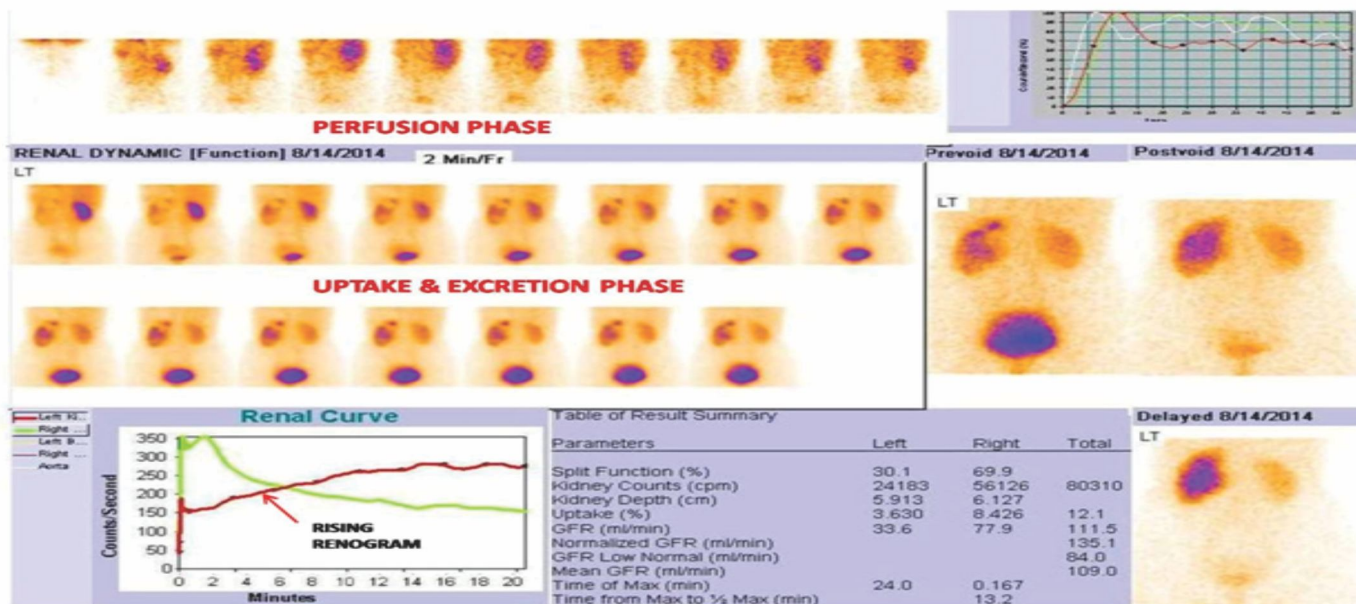 PERFUSION PHASE
RENAL DYNAMIC [Function] 8/14/2014 2 Min/Fr
LT
UPTAKE & EXCRETION PHASE
Prevoid 8/14/2014 Postvoid 8/14/2014
LT
Left Ki...
Right ...
Left B...
Right ...
Aorta
Renal Curve
Counts/Second
350
300
250
200
150
100
50
0
0 2 4 6 8 10 12 14 16 18 20
Minutes
RISING
RENOGRAM
Table of Result Summary
Parameters Left Right Total
Split Function (%) 30.1 69.9
Kidney Counts (cpm) 24183 56126 80310
Kidney Depth (cm) 5.913 6.127
Uptake (%) 3.630 8.426 12.1
GFR (ml/min) 33.6 77.9 111.5
Normalized GFR (ml/min) 135.1
GFR Low Normal (ml/min) 84.0
Mean GFR (ml/min) 109.0
Time of Max (min) 24.0 0.167
Time from Max to ½ Max (min) 13.2
Delayed 8/14/2014
LT